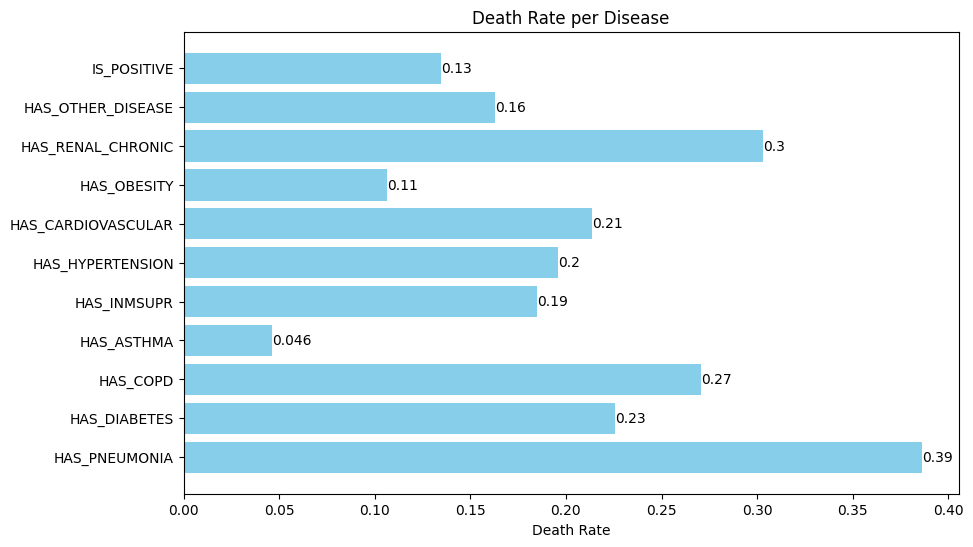 Death Rate per Disease
IS_POSITIVE 0.13
HAS_OTHER_DISEASE 0.16
HAS_RENAL_CHRONIC 0.3
HAS_OBESITY 0.11
HAS_CARDIOVASCULAR 0.21
HAS_HYPERTENSION 0.2
HAS_INMSUPR 0.19
HAS_ASTHMA 0.046
HAS_COPD 0.27
HAS_DIABETES 0.23
HAS_PNEUMONIA 0.39
0.00 0.05 0.10 0.15 0.20 0.25 0.30 0.35 0.40
Death Rate